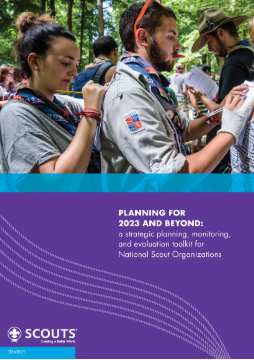 PLANNING FOR
2023 AND BEYOND:
a strategic planning, monitoring,
and evaluation toolkit for
National Scout Organizations
SCOUTS
Creating a Better World
STRATEGY